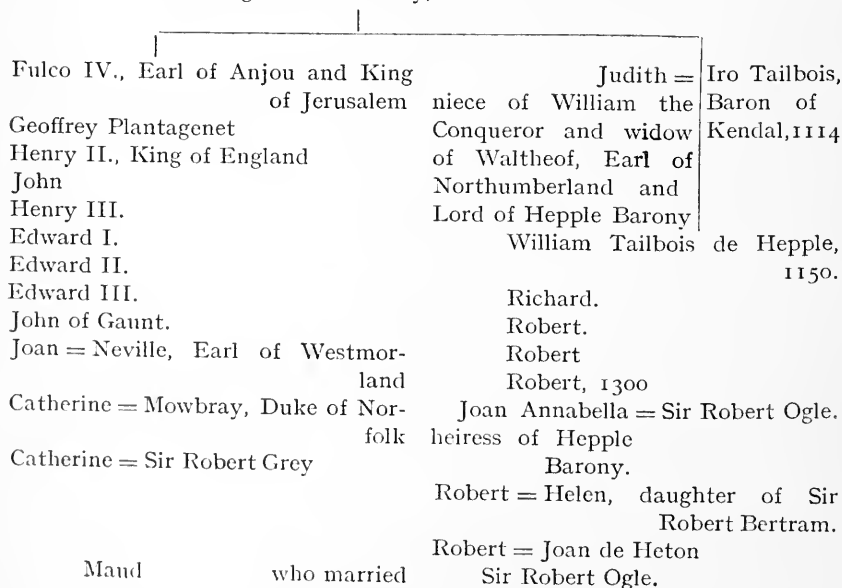 Fulco IV., Earl of Anjou and King
of Jerusalem
Geoffrey Plantagenet
Henry II., King of England
John
Henry III.
Edward I.
Edward II.
Edward III.
John of Gaunt.
Joan = Neville, Earl of Westmor-
land
Catherine = Mowbray, Duke of Nor-
folk
Catherine = Sir Robert Grey
Judith = Iro Tailbois,
niece of William the Baron of
Conqueror and widow Kendal, 1114
of Waltheof, Earl of
Northumberland and
Lord of Hepple Barony
William Tailbois de Hepple,
1150.
Richard.
Robert.
Robert
Robert, 1300
Joan Annabella = Sir Robert Ogle.
heiress of Hepple
Barony.
Robert = Helen, daughter of Sir
Robert Bertram.
Robert = Joan de Heton
Maud who married Sir Robert Ogle.